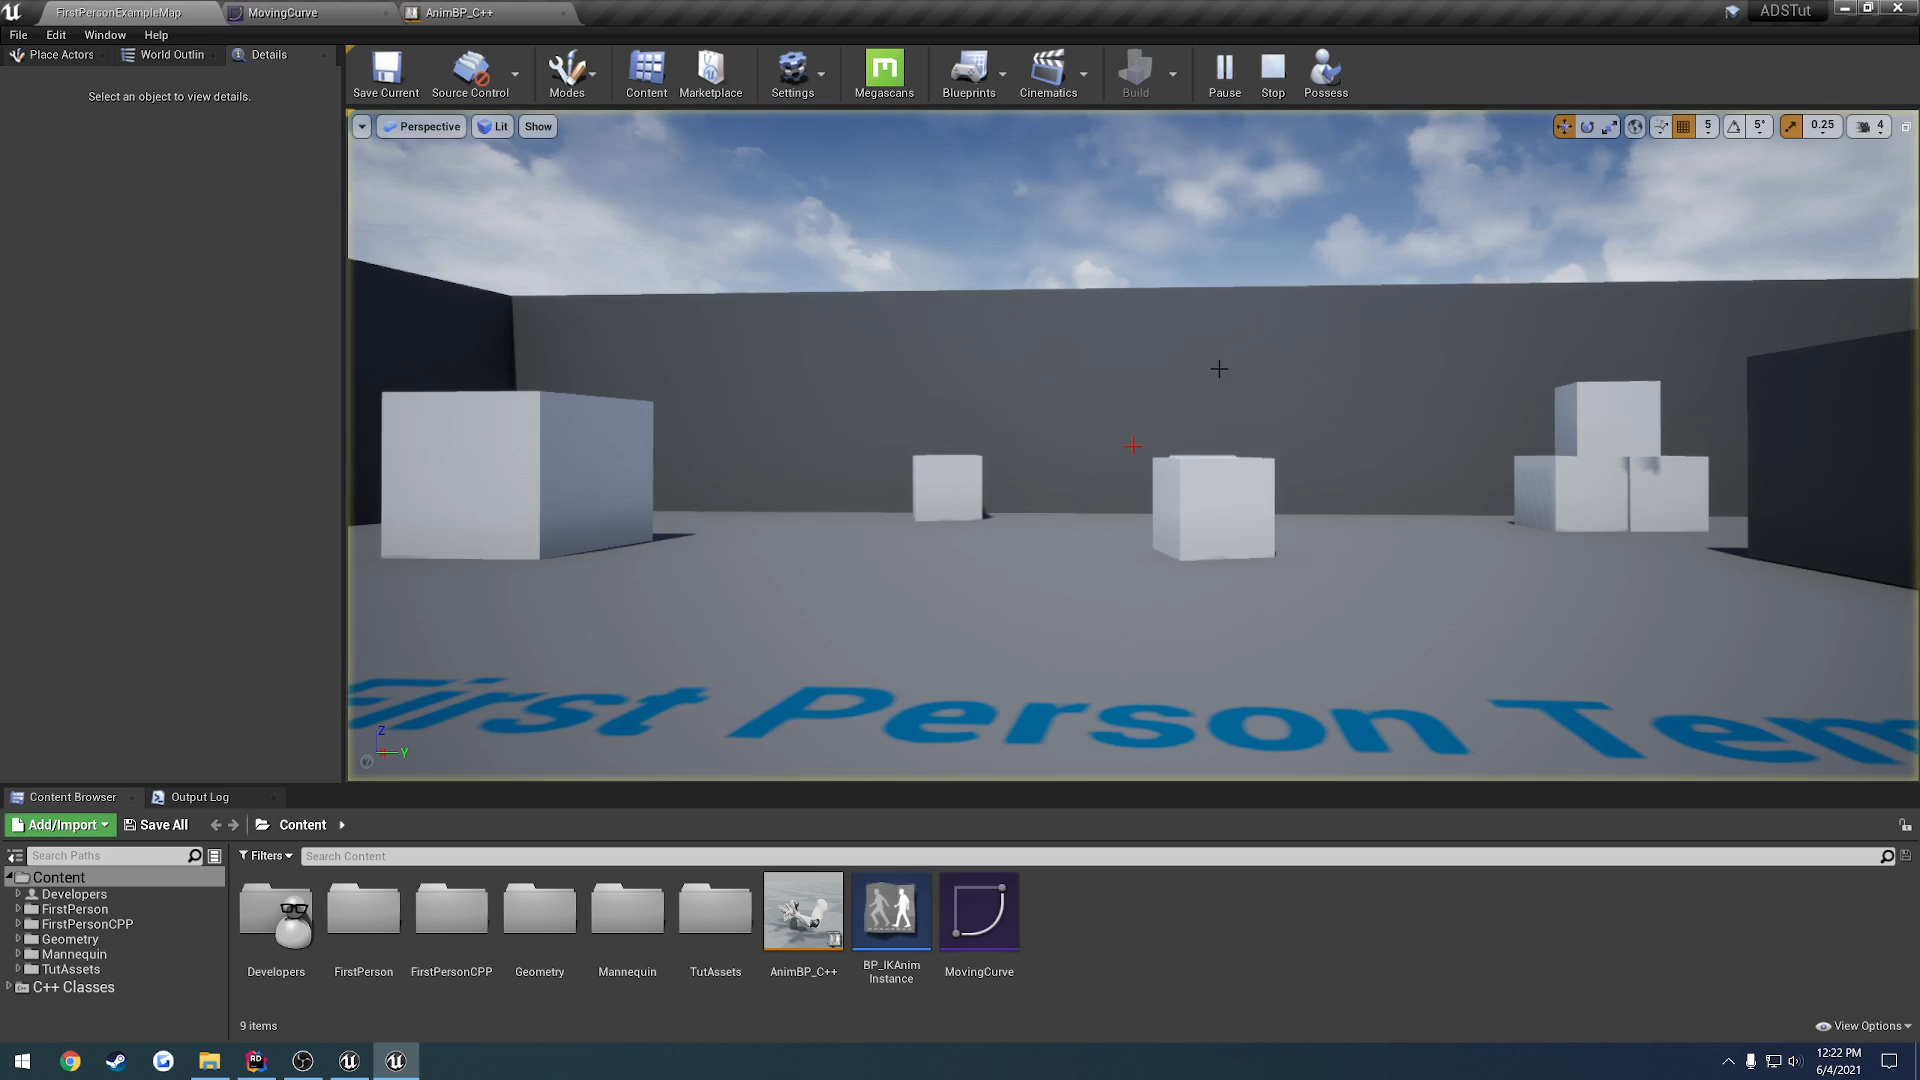 FirstPersonExampleMap
MovingCurve
AnimBP_C++
ADSTut
File Edit Window Help
Place Actors
World Outlin
Details
Select an object to view details.
Save Current
Source Control
Modes
Content
Marketplace
Settings
Megascans
Blueprints
Cinematics
Build
Pause
Stop
Possess
Perspective
Lit
Show
5
5°
0.25
4
First Person Tem
Z
Y
Content Browser
Output Log
Add/Import
Save All
Content
Search Paths
Filters
Search Content
Content
Developers
FirstPerson
FirstPersonCPP
Geometry
Mannequin
TutAssets
C++ Classes
Developers
FirstPerson
FirstPersonCPP
Geometry
Mannequin
TutAssets
AnimBP_C++
BP_IKAnim
Instance
MovingCurve
9 items
View Options
12:22 PM
6/4/2021